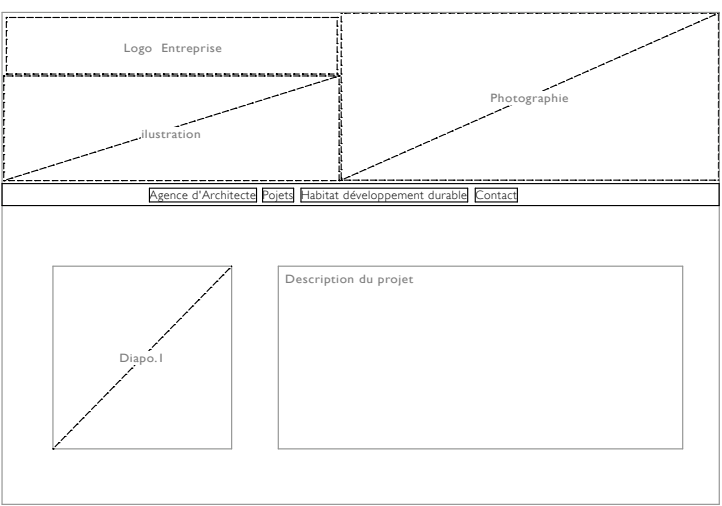 Logo Entreprise
Photographie
ilustration
Agence d'Architecte Pojets Habitat développement durable Contact
Description du projet
Diapo.1